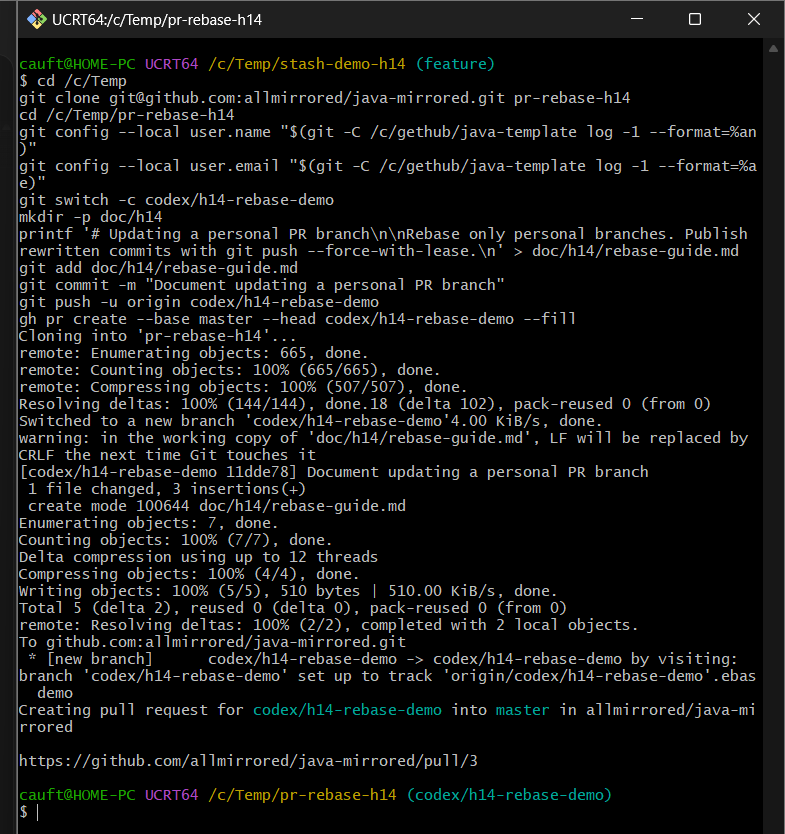 UCRT64:/c/Temp/pr-rebase-h14
cauft@HOME-PC UCRT64 /c/Temp/stash-demo-h14 (feature)
$ cd /c/Temp
git clone git@github.com:allmirrored/java-mirrored.git pr-rebase-h14
cd /c/Temp/pr-rebase-h14
git config --local user.name "$(git -C /c/gethub/java-template log -1 --format=%an
)"
git config --local user.email "$(git -C /c/gethub/java-template log -1 --format=%a
e)"
git switch -c codex/h14-rebase-demo
mkdir -p doc/h14
printf '# Updating a personal PR branch\n\nRebase only personal branches. Publish
rewritten commits with git push --force-with-lease.\n' > doc/h14/rebase-guide.md
git add doc/h14/rebase-guide.md
git commit -m "Document updating a personal PR branch"
git push -u origin codex/h14-rebase-demo
gh pr create --base master --head codex/h14-rebase-demo --fill
Cloning into 'pr-rebase-h14'...
remote: Enumerating objects: 665, done.
remote: Counting objects: 100% (665/665), done.
remote: Compressing objects: 100% (507/507), done.
Resolving deltas: 100% (144/144), done.18 (delta 102), pack-reused 0 (from 0)
Switched to a new branch 'codex/h14-rebase-demo'4.00 KiB/s, done.
warning: in the working copy of 'doc/h14/rebase-guide.md', LF will be replaced by
CRLF the next time Git touches it
[codex/h14-rebase-demo 11dde78] Document updating a personal PR branch
 1 file changed, 3 insertions(+)
 create mode 100644 doc/h14/rebase-guide.md
Enumerating objects: 7, done.
Counting objects: 100% (7/7), done.
Delta compression using up to 12 threads
Compressing objects: 100% (4/4), done.
Writing objects: 100% (5/5), 510 bytes | 510.00 KiB/s, done.
Total 5 (delta 2), reused 0 (delta 0), pack-reused 0 (from 0)
remote: Resolving deltas: 100% (2/2), completed with 2 local objects.
To github.com:allmirrored/java-mirrored.git
 * [new branch]      codex/h14-rebase-demo -> codex/h14-rebase-demo by visiting:
branch 'codex/h14-rebase-demo' set up to track 'origin/codex/h14-rebase-demo'.ebas
  demo
Creating pull request for codex/h14-rebase-demo into master in allmirrored/java-mi
rrored
https://github.com/allmirrored/java-mirrored/pull/3
cauft@HOME-PC UCRT64 /c/Temp/pr-rebase-h14 (codex/h14-rebase-demo)
$